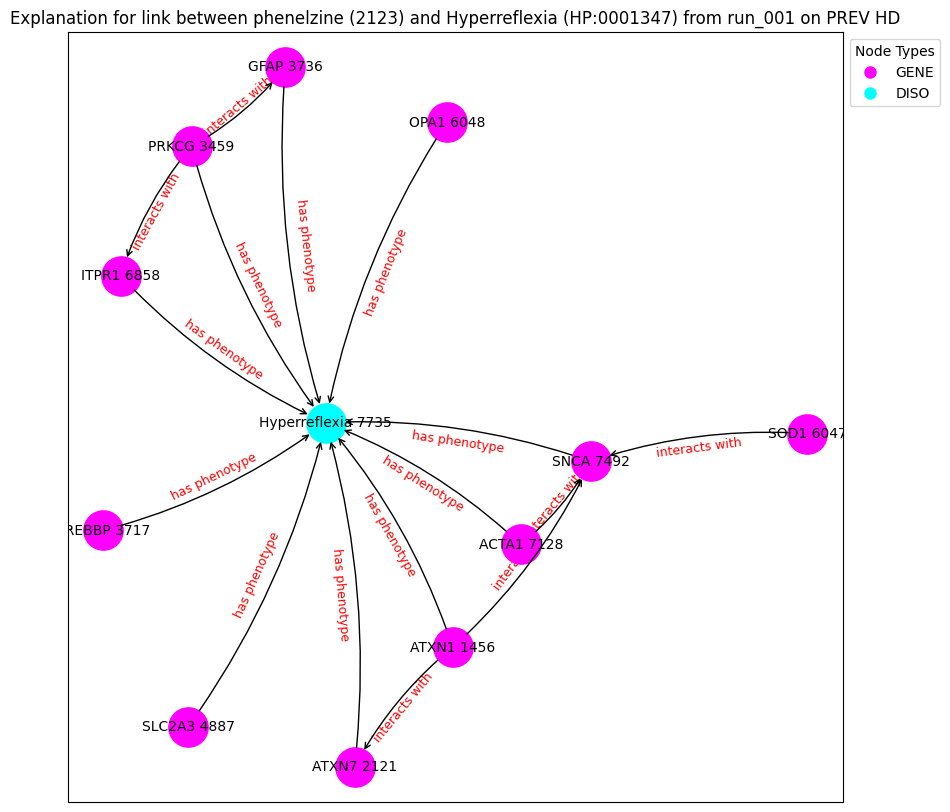 Explanation for link between phenelzine (2123) and Hyperreflexia (HP:0001347) from run_001 on PREV HD
Node Types
GENE
DISO
GFAP 3736
interacts with
OPA1 6048
PRKCG 3459
interacts with
has phenotype
has phenotype
has phenotype
ITPR1 6858
has phenotype
Hyperreflexia 7735
has phenotype
SOD1 6047
interacts with
SNCA 7492
has phenotype
has phenotype
REBBP 3717
has phenotype
interacts with
ACTA1 7128
interacts with
has phenotype
has phenotype
ATXN1 1456
interacts with
SLC2A3 4887
ATXN7 2121